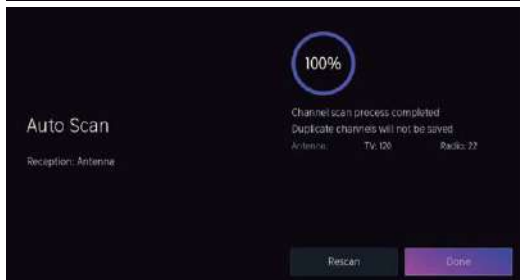 100%
Channel scan process completed
Duplicate channels will not be saved
Auto Scan
Antenna: TV: 120 Radio: 22
Reception: Antenna
Rescan Done